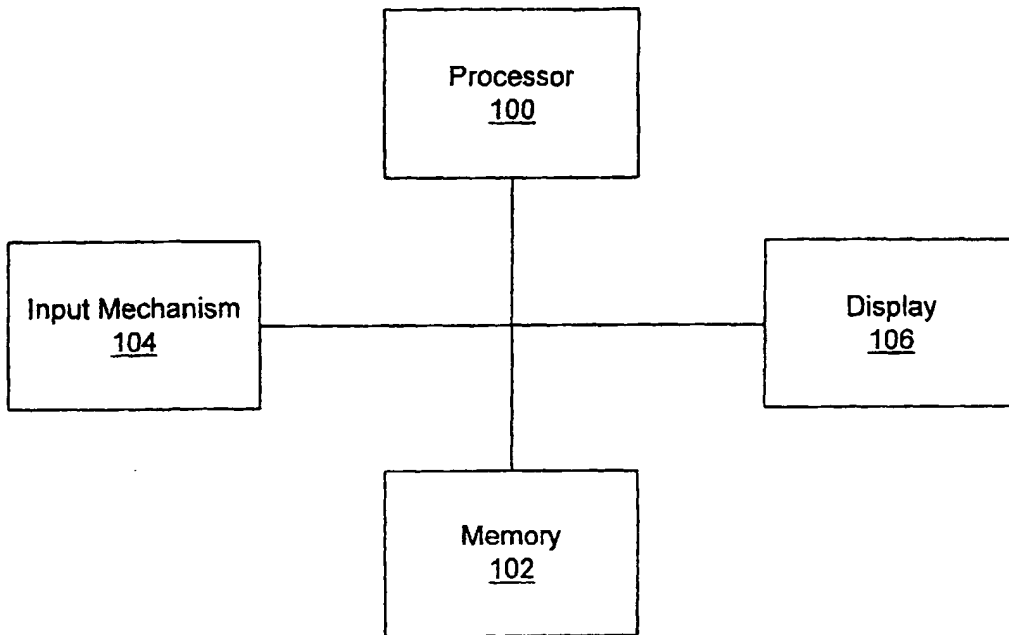 Processor
100
Input Mechanism
104
Display
106
Memory
102